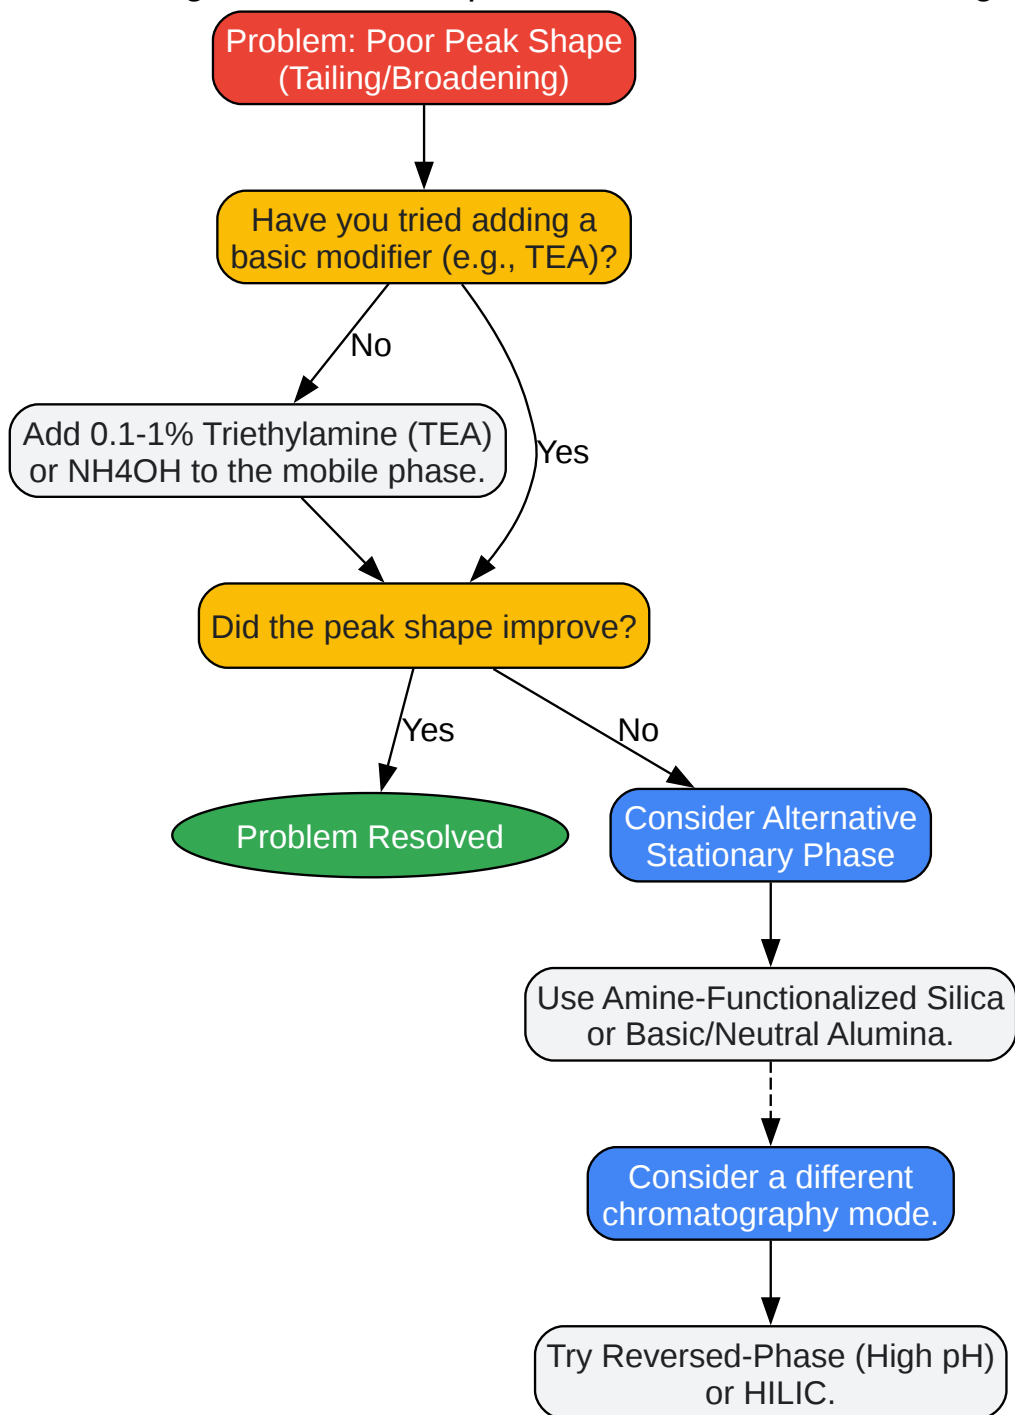 Problem: Poor Peak Shape
(Tailing/Broadening)
Have you tried adding a
basic modifier (e.g., TEA)?
No
Add 0.1-1% Triethylamine (TEA)
or NH4OH to the mobile phase.
Yes
Did the peak shape improve?
Yes
No
Problem Resolved
Consider Alternative
Stationary Phase
Use Amine-Functionalized Silica
or Basic/Neutral Alumina.
Consider a different
chromatography mode.
Try Reversed-Phase (High pH)
or HILIC.